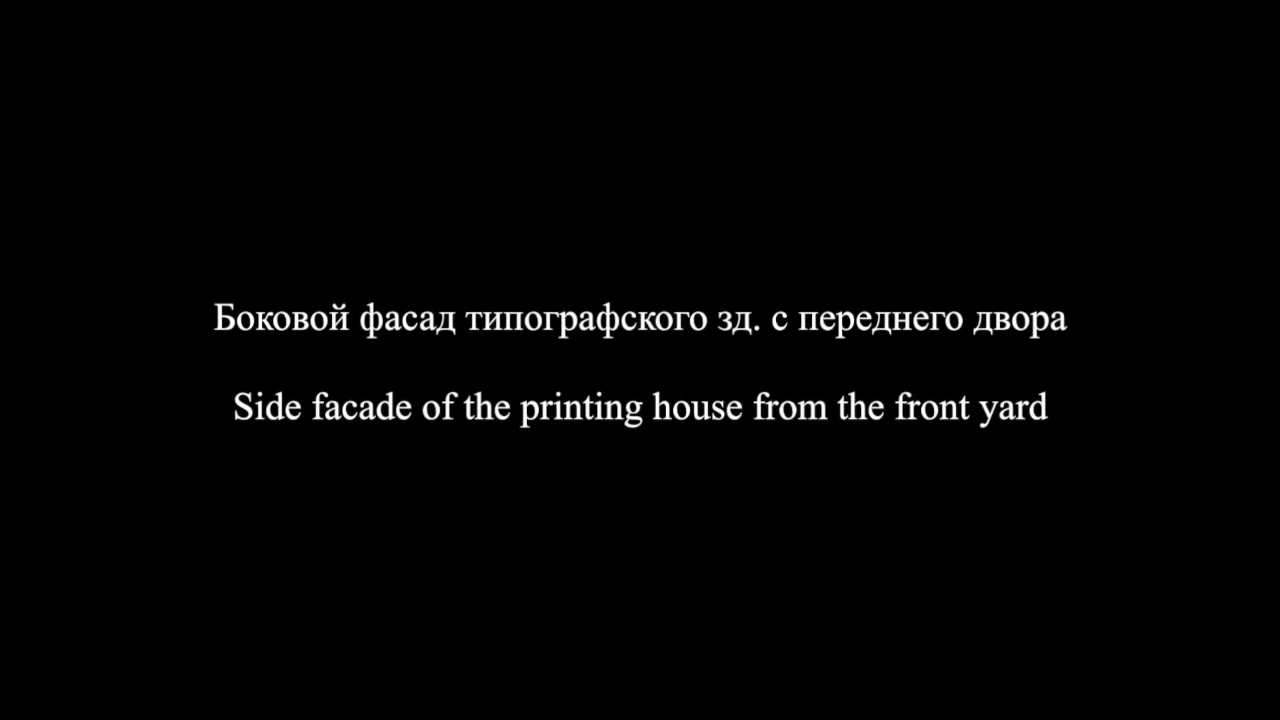 Боковой фасад типографского зд. с переднего двора
Side facade of the printing house from the front yard